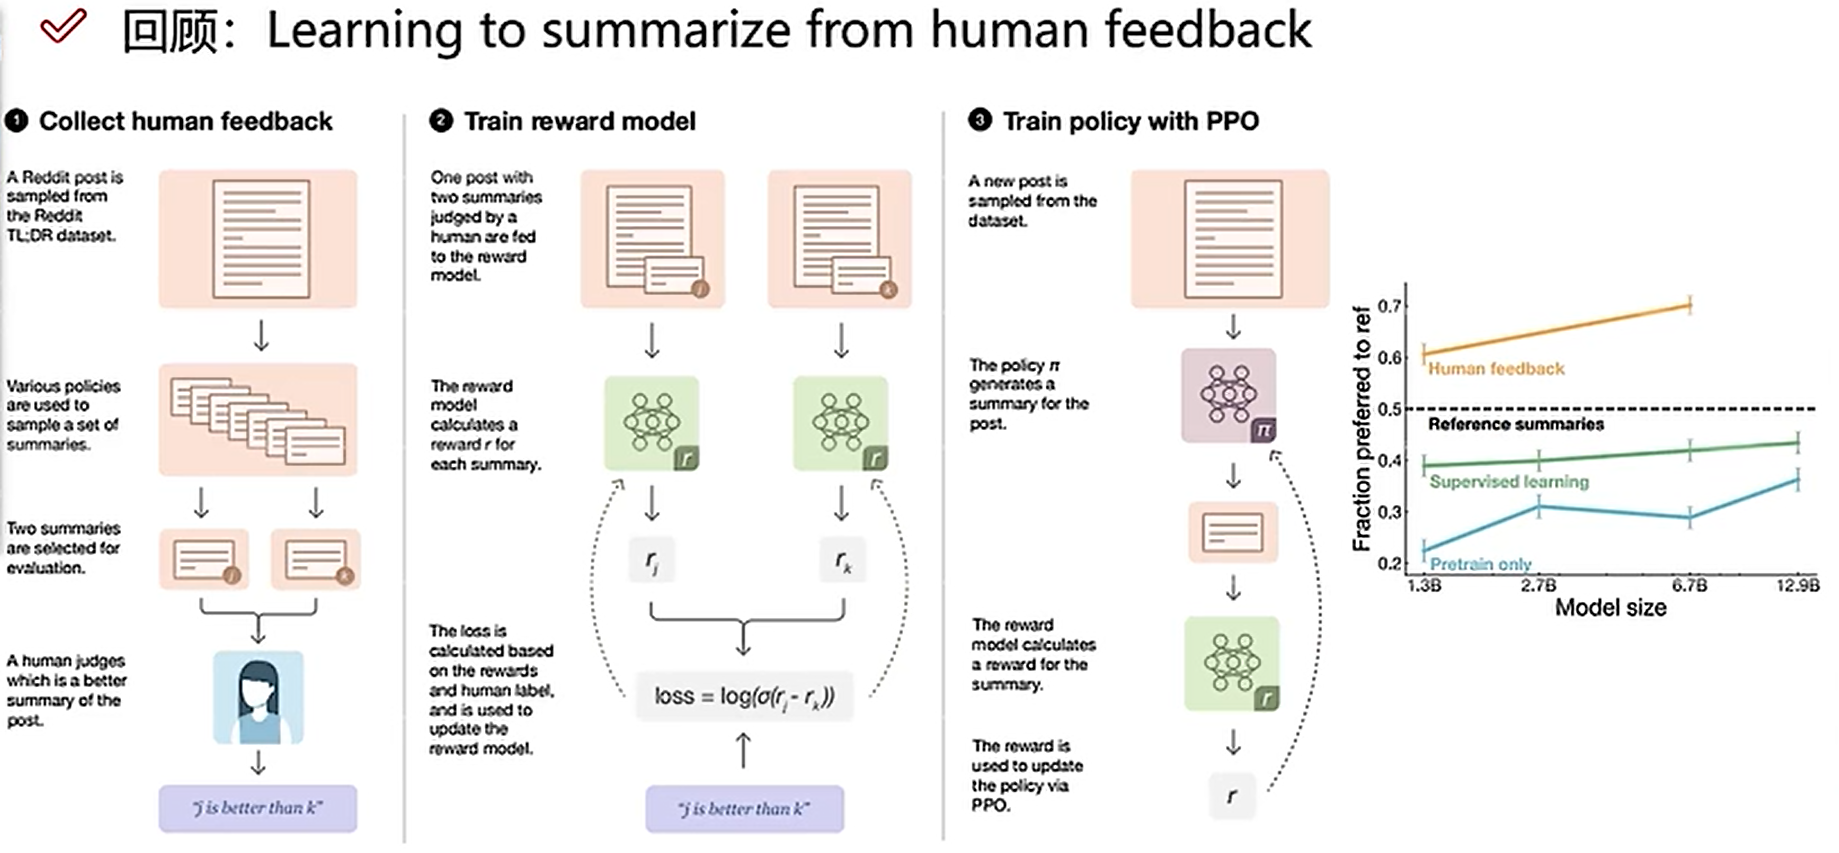 回顾：Learning to summarize from human feedback
1 Collect human feedback
A Reddit post is
sampled from
the Reddit
TL;DR dataset.
Various policies
are used to
sample a set of
summaries.
Two summaries
are selected for
evaluation.
j
k
A human judges
which is a better
summary of the
post.
"j is better than k"
2 Train reward model
One post with
two summaries
judged by a
human are fed
to the reward
model.
j
k
The reward
model
calculates a
reward r for
each summary.
r
r
rj
rk
The loss is
calculated based
on the rewards
and human label,
and is used to
update the
reward model.
loss = log(σ(rj - rk))
"j is better than k"
3 Train policy with PPO
A new post is
sampled from the
dataset.
The policy π
generates a
summary for the
post.
π
The reward
model calculates
a reward for the
summary.
r
The reward is
used to update
the policy via
PPO.
r
Fraction preferred to ref
0.7
0.6
0.5
0.4
0.3
0.2
Human feedback
Reference summaries
Supervised learning
Pretrain only
1.3B 2.7B 6.7B 12.9B
Model size